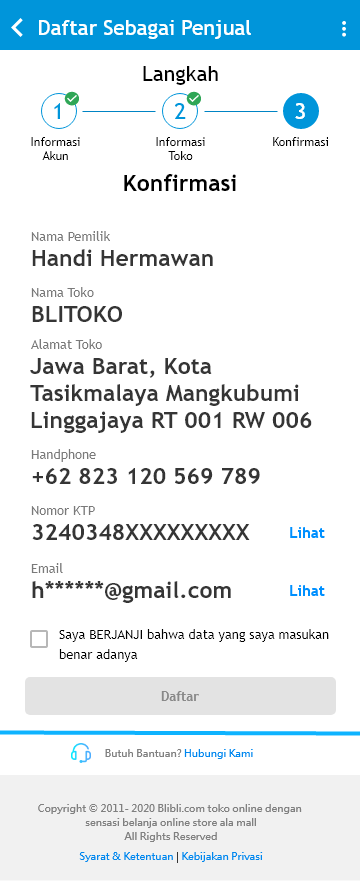 Daftar Sebagai Penjual
Langkah
1
2
3
Informasi
Akun
Informasi
Toko
Konfirmasi
Konfirmasi
Nama Pemilik
Handi Hermawan
Nama Toko
BLITOKO
Alamat Toko
Jawa Barat, Kota
Tasikmalaya Mangkubumi
Linggajaya RT 001 RW 006
Handphone
+62 823 120 569 789
Nomor KTP
3240348XXXXXXXXX Lihat
Email
h******@gmail.com Lihat
Saya BERJANJI bahwa data yang saya masukan
benar adanya
Daftar
Butuh Bantuan? Hubungi Kami
Copyright © 2011- 2020 Blibli.com toko online dengan
sensasi belanja online store ala mall
All Rights Reserved
Syarat & Ketentuan | Kebijakan Privasi